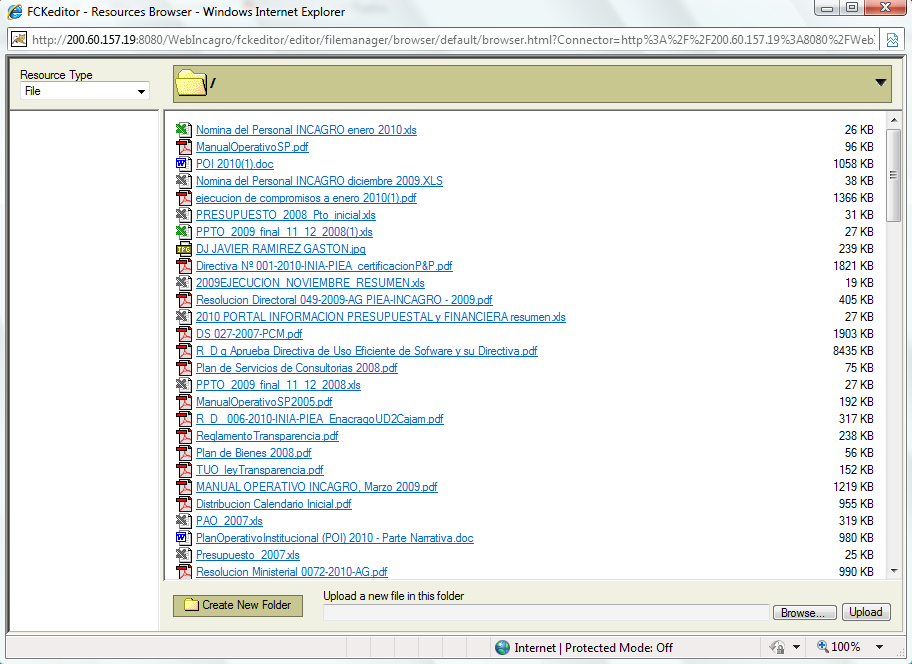 FCKeditor - Resources Browser - Windows Internet Explorer
http://200.60.157.19:8080/WebIncagro/fckeditor/editor/filemanager/browser/default/browser.html?Connector=http%3A%2F%2F200.60.157.19%3A8080%2FWeb
Resource Type
File
/
Nomina del Personal INCAGRO enero 2010.xls 26 KB
ManualOperativoSP.pdf 96 KB
POI 2010(1).doc 1058 KB
Nomina del Personal INCAGRO diciembre 2009.XLS 38 KB
ejecucion de compromisos a enero 2010(1).pdf 1366 KB
PRESUPUESTO_2008_Pto_inicial.xls 31 KB
PPTO_2009_final_11_12_2008(1).xls 27 KB
DJ JAVIER RAMIREZ GASTON.jpg 239 KB
Directiva Nº 001-2010-INIA-PIEA_certificacionP&P.pdf 1821 KB
2009EJECUCION_NOVIEMBRE_RESUMEN.xls 19 KB
Resolucion Directoral 049-2009-AG PIEA-INCAGRO - 2009.pdf 405 KB
2010 PORTAL INFORMACION PRESUPUESTAL y FINANCIERA resumen.xls 27 KB
DS 027-2007-PCM.pdf 1903 KB
R_D q Aprueba Directiva de Uso Eficiente de Sofware y su Directiva.pdf 8435 KB
Plan de Servicios de Consultorias 2008.pdf 75 KB
PPTO_2009_final_11_12_2008.xls 27 KB
ManualOperativoSP2005.pdf 192 KB
R_D_ 006-2010-INIA-PIEA_EnacragoUD2Cajam.pdf 317 KB
ReglamentoTransparencia.pdf 238 KB
Plan de Bienes 2008.pdf 56 KB
TUO_leyTransparencia.pdf 152 KB
MANUAL OPERATIVO INCAGRO, Marzo 2009.pdf 1219 KB
Distribucion Calendario Inicial.pdf 955 KB
PAO_2007.xls 319 KB
PlanOperativoInstitucional (POI) 2010 - Parte Narrativa.doc 980 KB
Presupuesto_2007.xls 25 KB
Resolucion Ministerial 0072-2010-AG.pdf 990 KB
Create New Folder
Upload a new file in this folder
Browse... Upload
Internet | Protected Mode: Off
100%